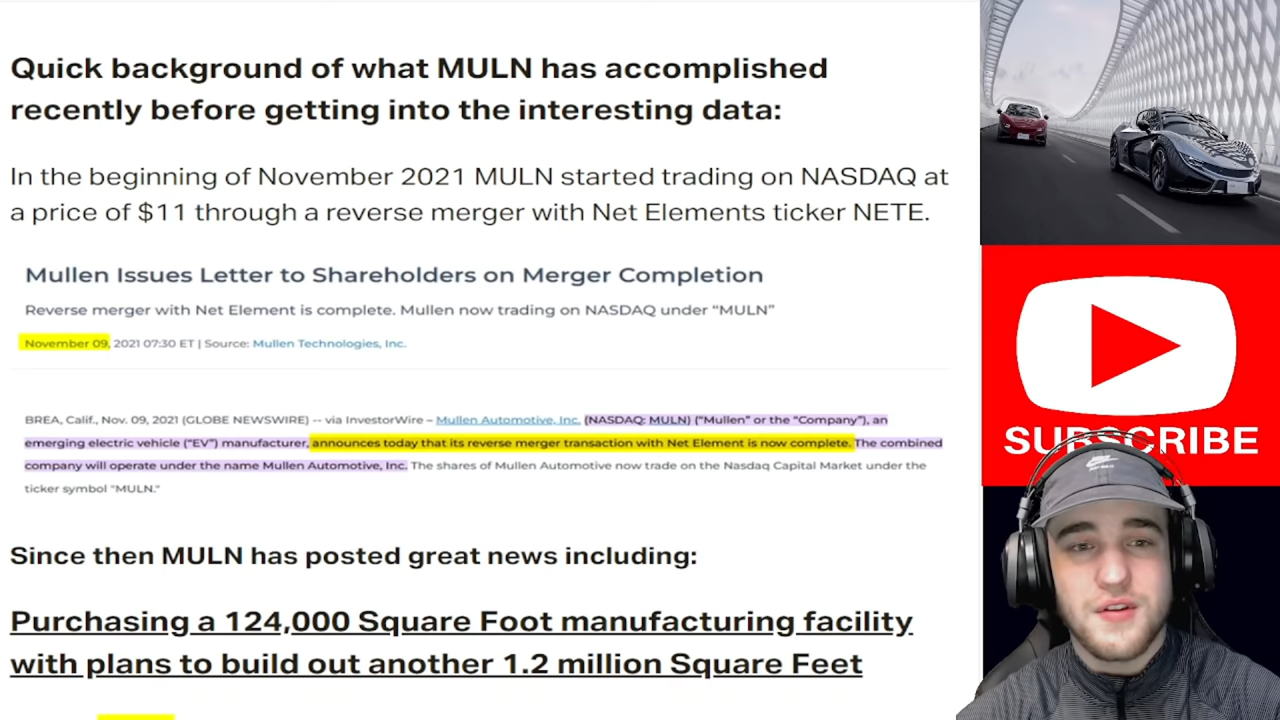 Quick background of what MULN has accomplished
recently before getting into the interesting data:
In the beginning of November 2021 MULN started trading on NASDAQ at
a price of $11 through a reverse merger with Net Elements ticker NETE.
Mullen Issues Letter to Shareholders on Merger Completion
Reverse merger with Net Element is complete. Mullen now trading on NASDAQ under “MULN”
November 09, 2021 07:30 ET | Source: Mullen Technologies, Inc.
BREA, Calif., Nov. 09, 2021 (GLOBE NEWSWIRE) -- via InvestorWire – Mullen Automotive, Inc. (NASDAQ: MULN) (“Mullen” or the “Company”), an
emerging electric vehicle (“EV”) manufacturer, announces today that its reverse merger transaction with Net Element is now complete. The combined
company will operate under the name Mullen Automotive, Inc. The shares of Mullen Automotive now trade on the Nasdaq Capital Market under the
ticker symbol "MULN."
Since then MULN has posted great news including:
Purchasing a 124,000 Square Foot manufacturing facility
with plans to build out another 1.2 million Square Feet
SUBSCRIBE